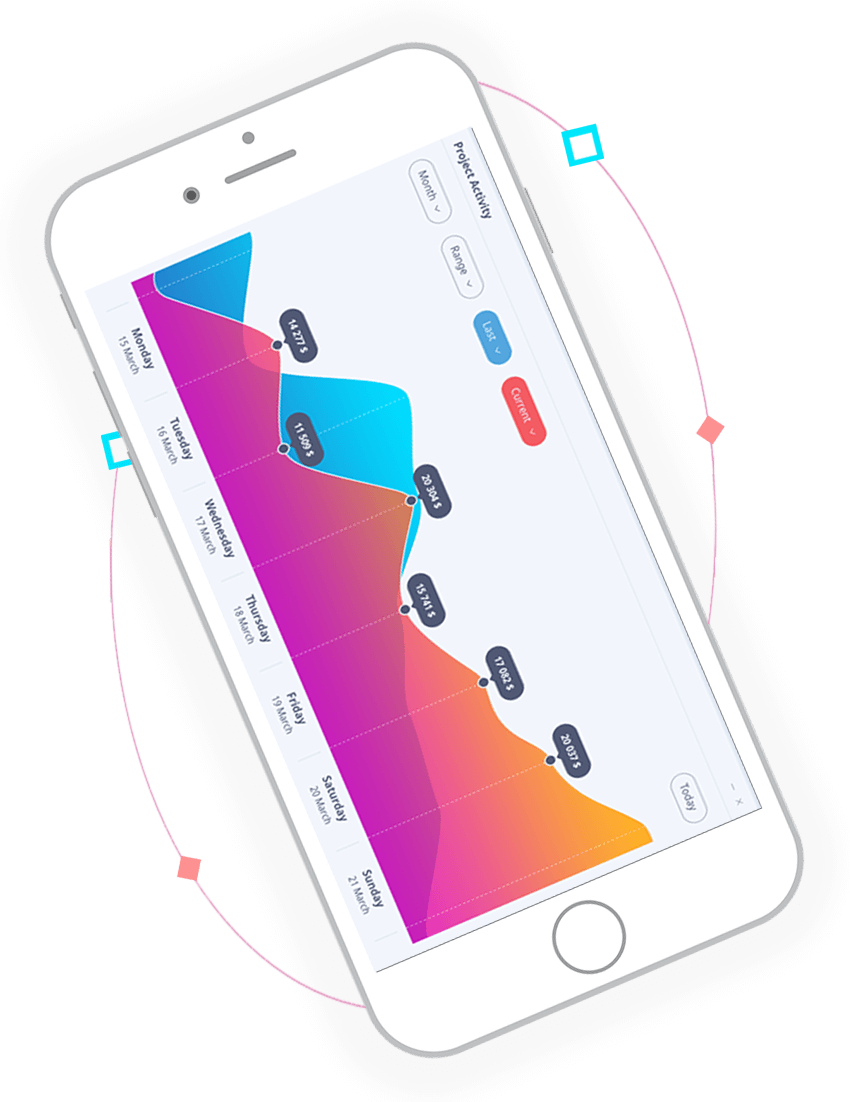 Project Activity
Month
Range
Last
Current
Today
14 277 $
11 509 $
20 304 $
15 741 $
17 082 $
20 037 $
Monday
15 March
Tuesday
16 March
Wednesday
17 March
Thursday
18 March
Friday
19 March
Saturday
20 March
Sunday
21 March